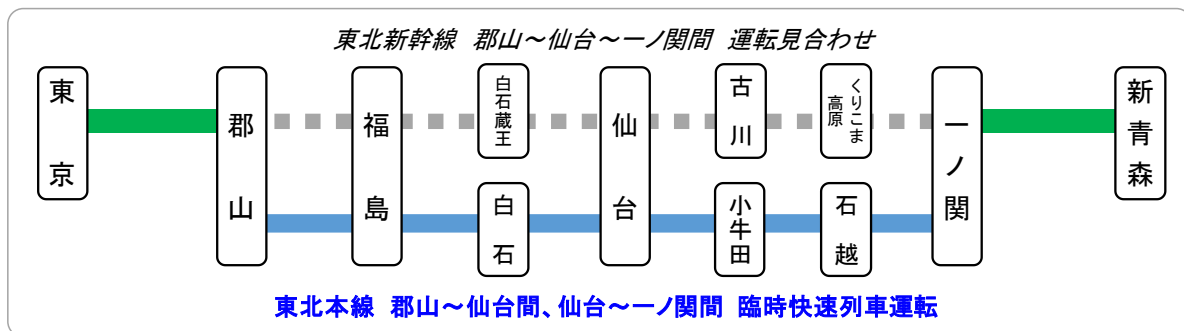 東北新幹線 郡山～仙台～一ノ関間 運転見合わせ
東京
郡山
福島
白石蔵王
仙台
古川
くりこま
高原
一ノ関
新青森
白石
小牛田
石越
東北本線 郡山～仙台間、仙台～一ノ関間 臨時快速列車運転